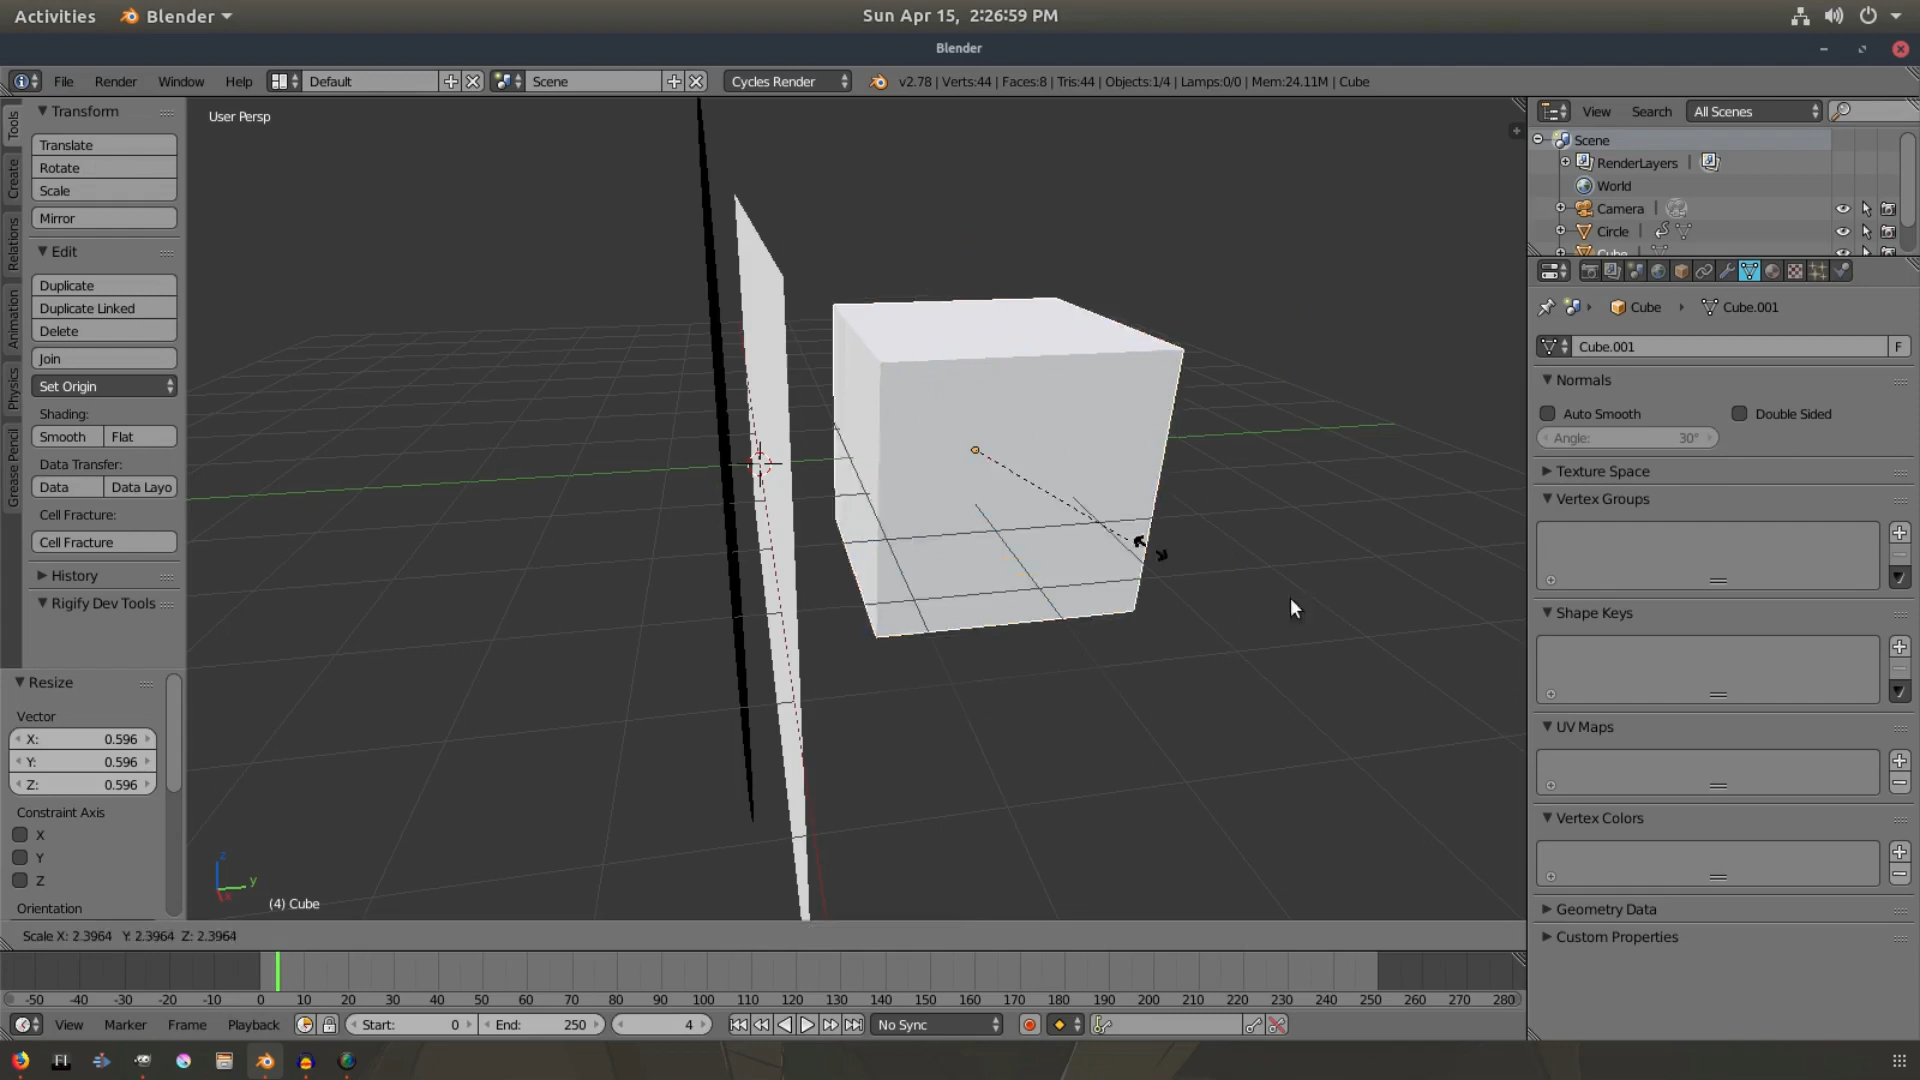 Activities Blender Sun Apr 15, 2:26:59 PM
Blender
File Render Window Help Default Scene Cycles Render v2.78 | Verts:44 | Faces:8 | Tris:44 | Objects:1/4 | Lamps:0/0 | Mem:24.11M | Cube
Tools
Create
Relations
Animation
Physics
Grease Pencil
Transform
Translate
Rotate
Scale
Mirror
Edit
Duplicate
Duplicate Linked
Delete
Join
Set Origin
Shading:
Smooth Flat
Data Transfer:
Data Data Layo
Cell Fracture:
Cell Fracture
History
Rigify Dev Tools
Resize
Vector
X: 0.596
Y: 0.596
Z: 0.596
Constraint Axis
X
Y
Z
Orientation
User Persp
z
y
x
(4) Cube
Scale X: 2.3964 Y: 2.3964 Z: 2.3964
View Search All Scenes
Scene
RenderLayers |
World
Camera |
Circle |
Cube |
Cube Cube.001
Cube.001 F
Normals
Auto Smooth Double Sided
Angle: 30°
Texture Space
Vertex Groups
Shape Keys
UV Maps
Vertex Colors
Geometry Data
Custom Properties
-50 -40 -30 -20 -10 0 10 20 30 40 50 60 70 80 90 100 110 120 130 140 150 160 170 180 190 200 210 220 230 240 250 260 270 280
View Marker Frame Playback Start: 0 End: 250 4 No Sync
FI